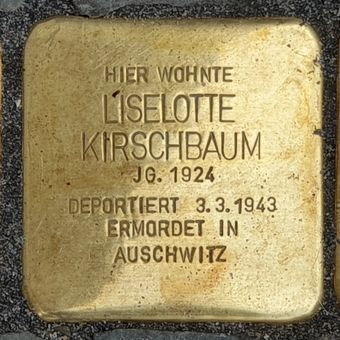 HIER WOHNTE
LISELOTTE
KIRSCHBAUM
JG. 1924
DEPORTIERT 3.3.1943
ERMORDET IN
AUSCHWITZ